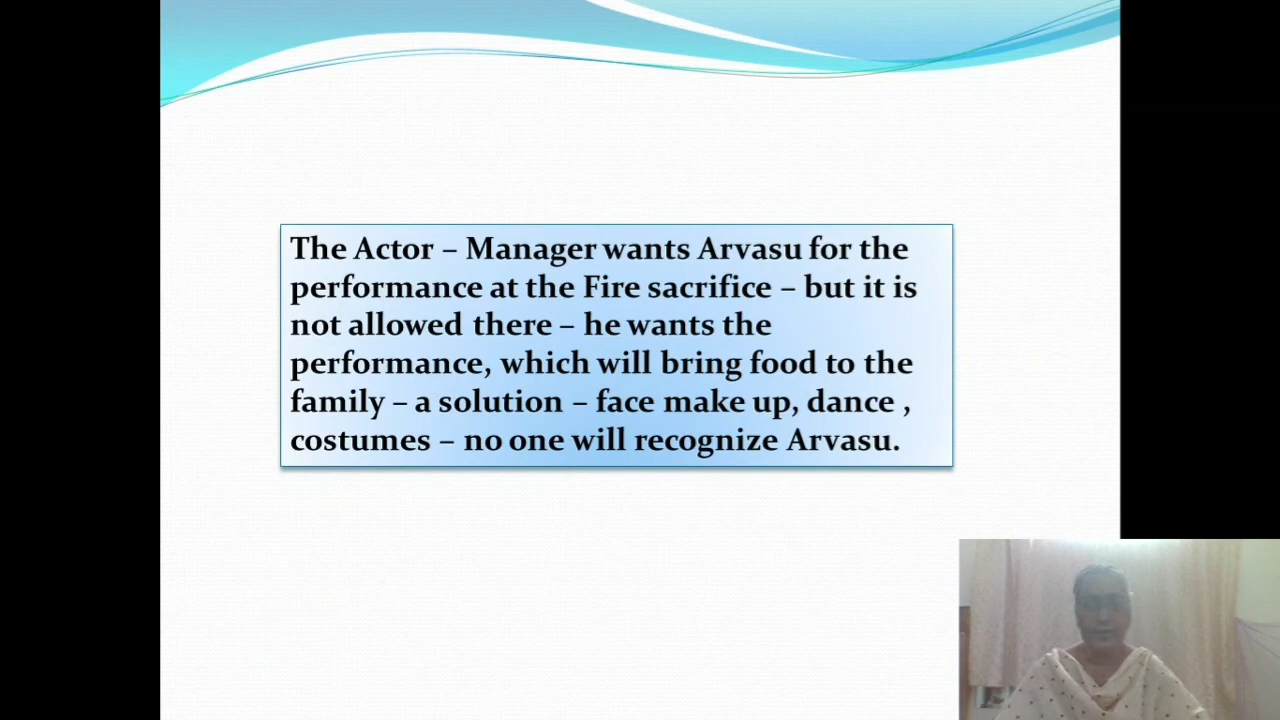 The Actor – Manager wants Arvasu for the
performance at the Fire sacrifice – but it is
not allowed there – he wants the
performance, which will bring food to the
family – a solution – face make up, dance ,
costumes – no one will recognize Arvasu.